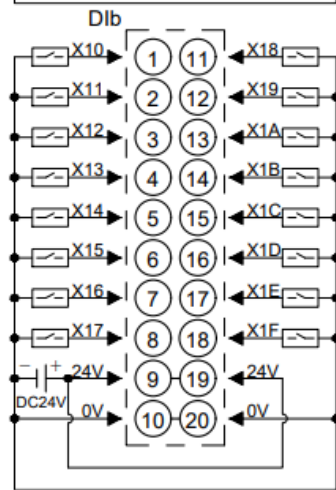 DIb
X10 1 11 X18
X11 2 12 X19
X12 3 13 X1A
X13 4 14 X1B
X14 5 15 X1C
X15 6 16 X1D
X16 7 17 X1E
X17 8 18 X1F
− + 24V 9 19 24V
DC24V 0V 10 20 0V